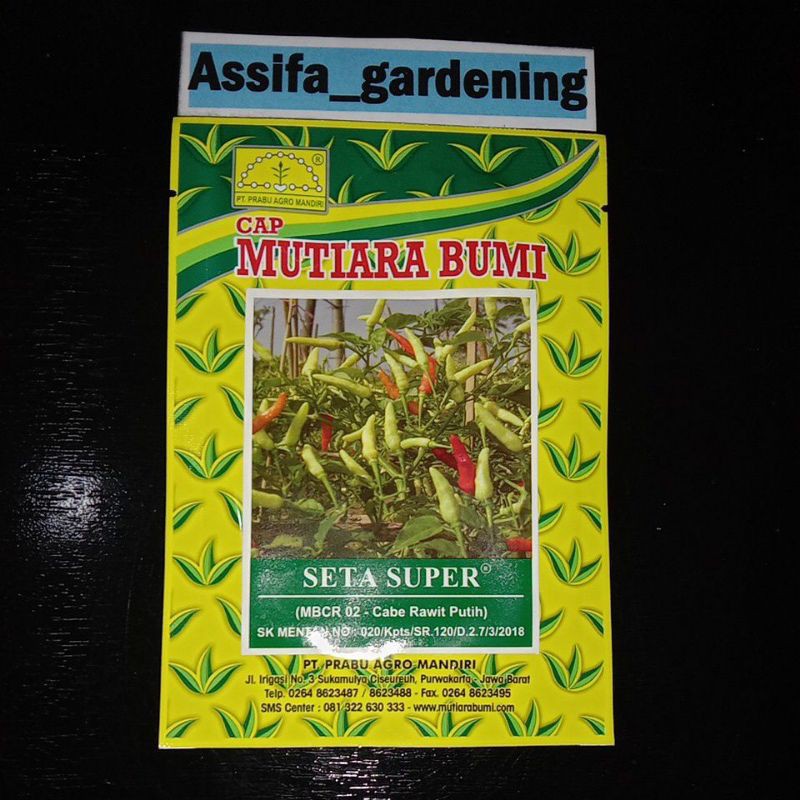 Assifa_gardening
®
PT. PRABU AGRO MANDIRI
CAP
MUTIARA BUMI
SETA SUPER®
(MBCR 02 - Cabe Rawit Putih)
SK MENTAN NO : 020/Kpts/SR.120/D.2.7/3/2018
PT. PRABU AGRO MANDIRI
Jl. Irigasi No. 3 Sukamulya Ciseureuh, Purwakarta - Jawa Barat
Telp. 0264 8623487 / 8623488 - Fax. 0264 8623495
SMS Center : 081 322 630 333 - www.mutiarabumi.com